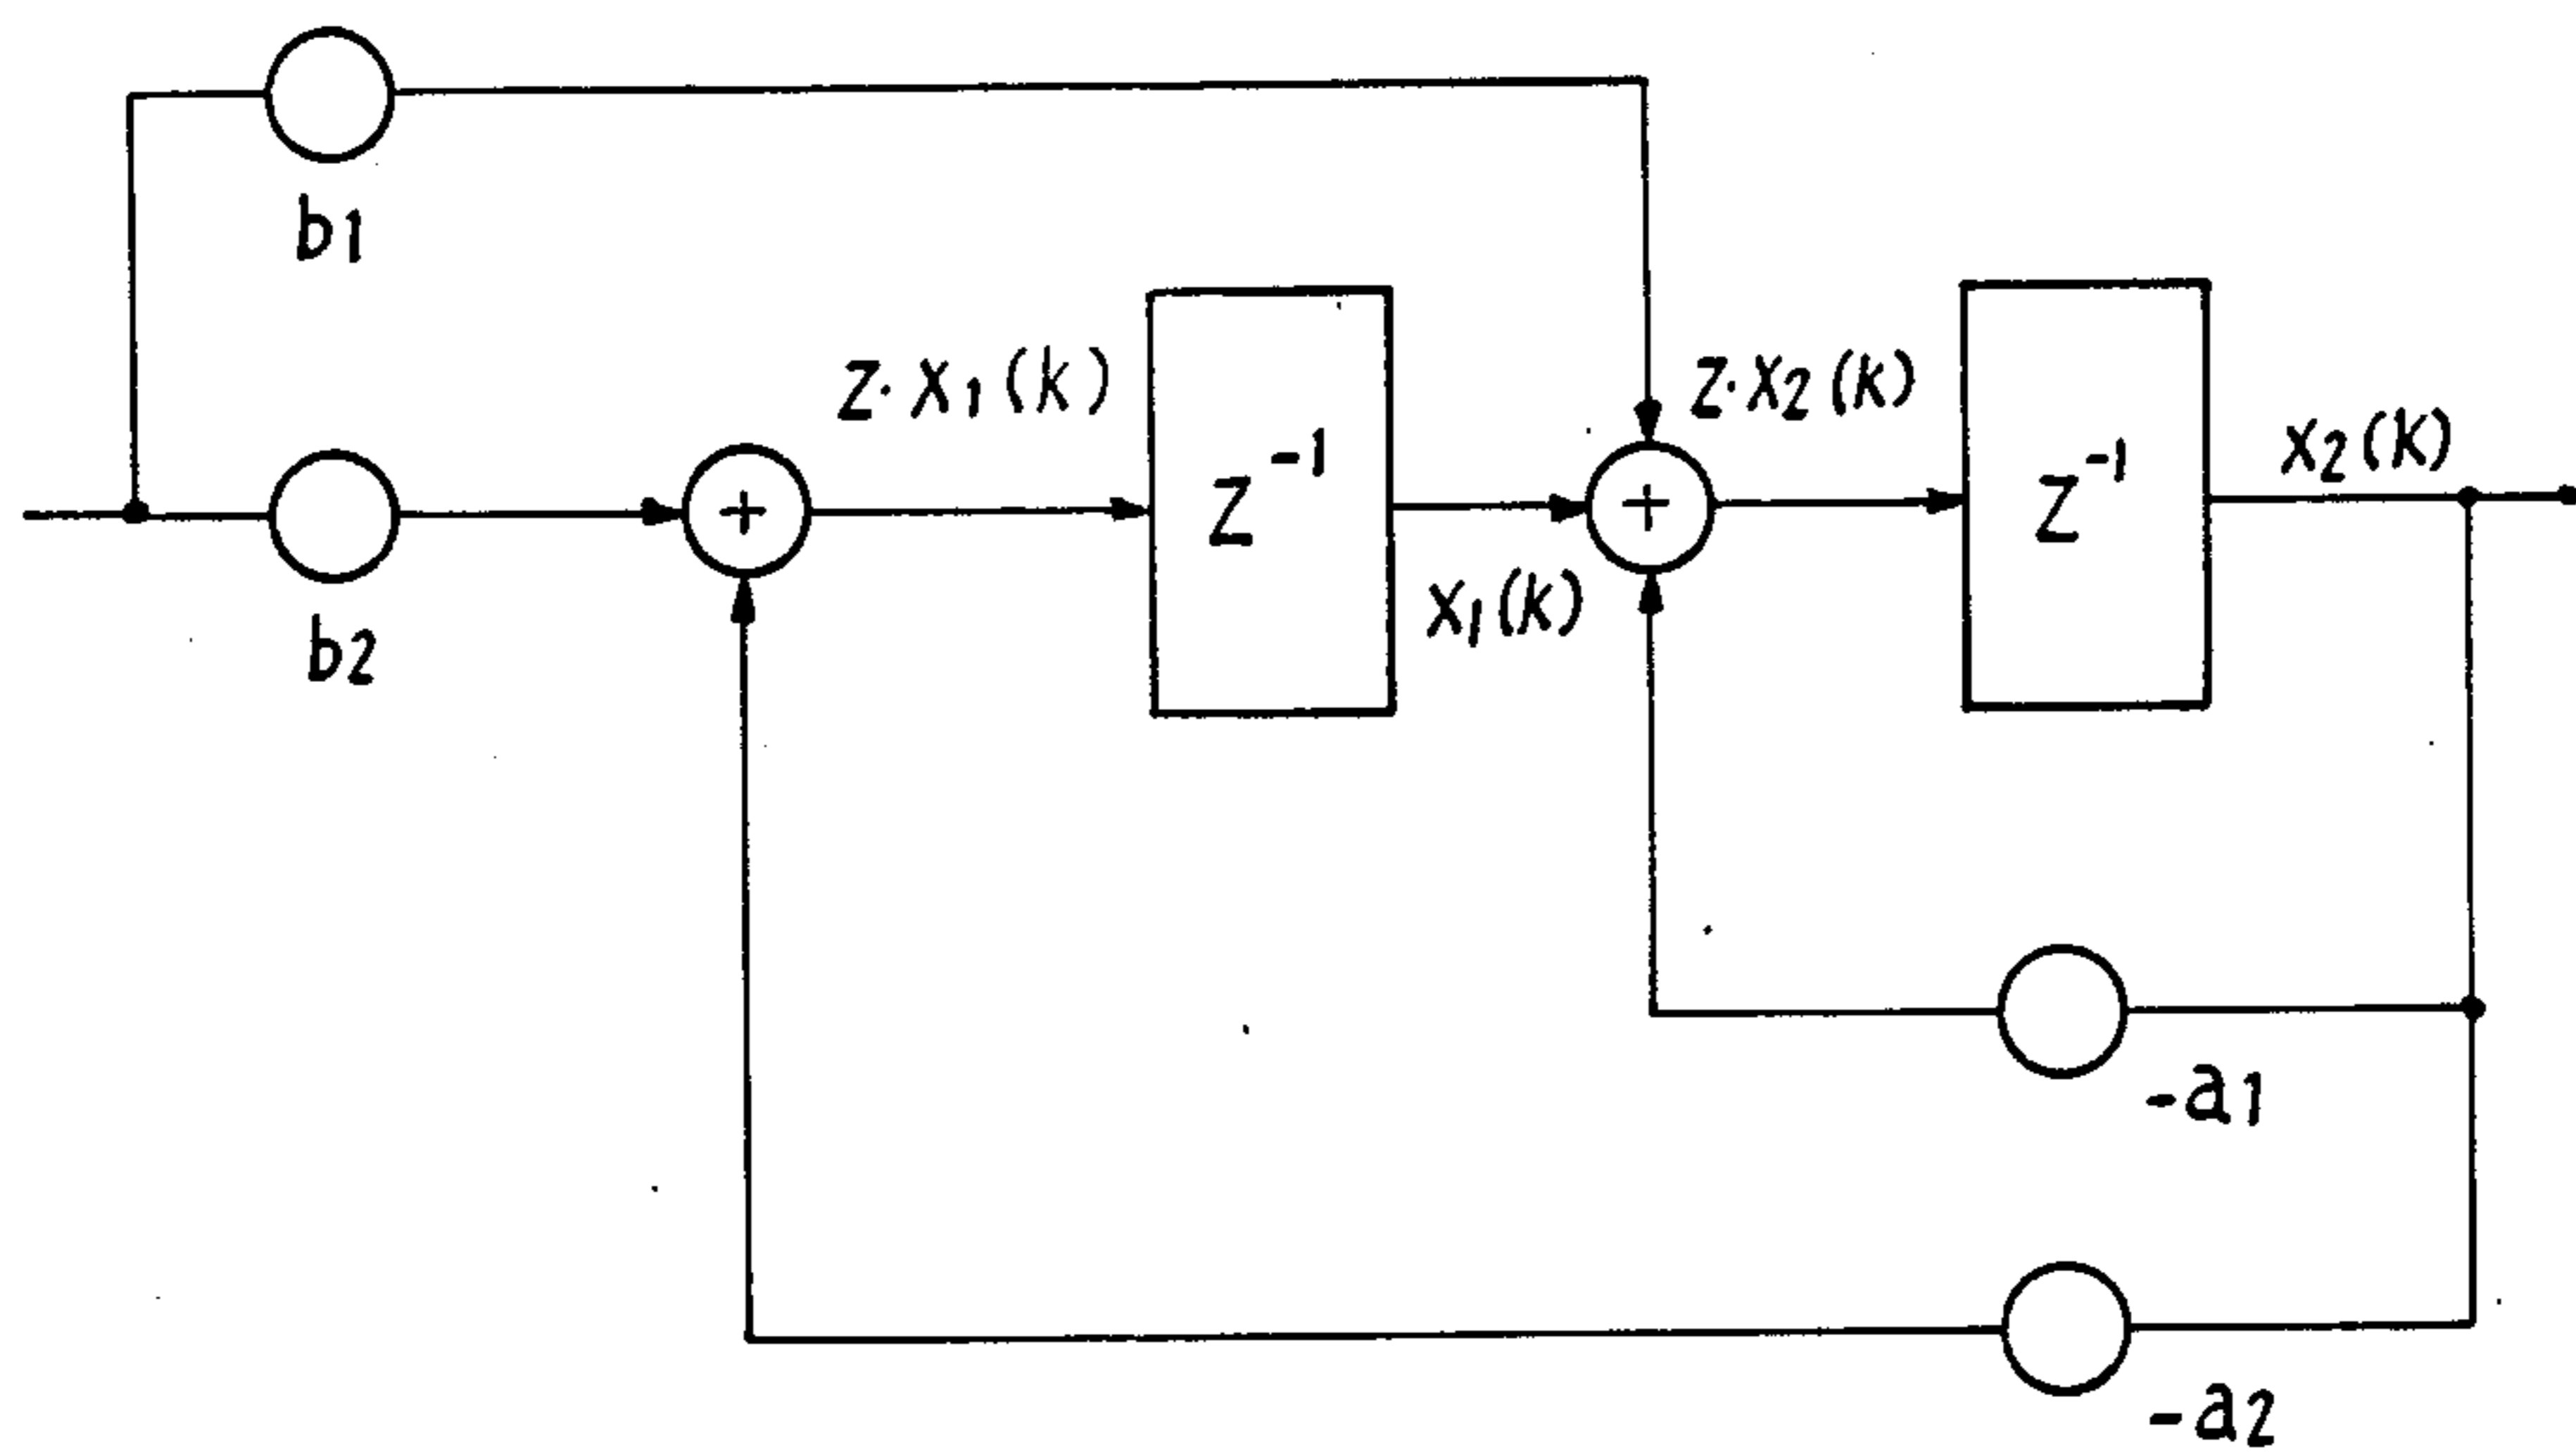 b1
b2
+
z·x1(k)
z-1
x1(k)
+
z·x2(k)
z-1
x2(k)
-a1
-a2